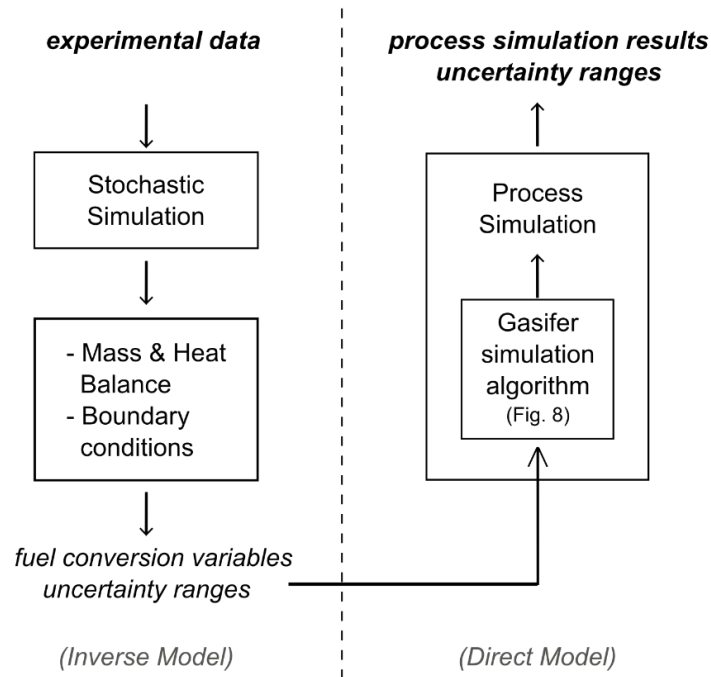 experimental data
Stochastic
Simulation
- Mass & Heat
Balance
- Boundary
conditions
fuel conversion variables
uncertainty ranges
(Inverse Model)
process simulation results
uncertainty ranges
Process
Simulation
Gasifer
simulation
algorithm
(Fig. 8)
(Direct Model)